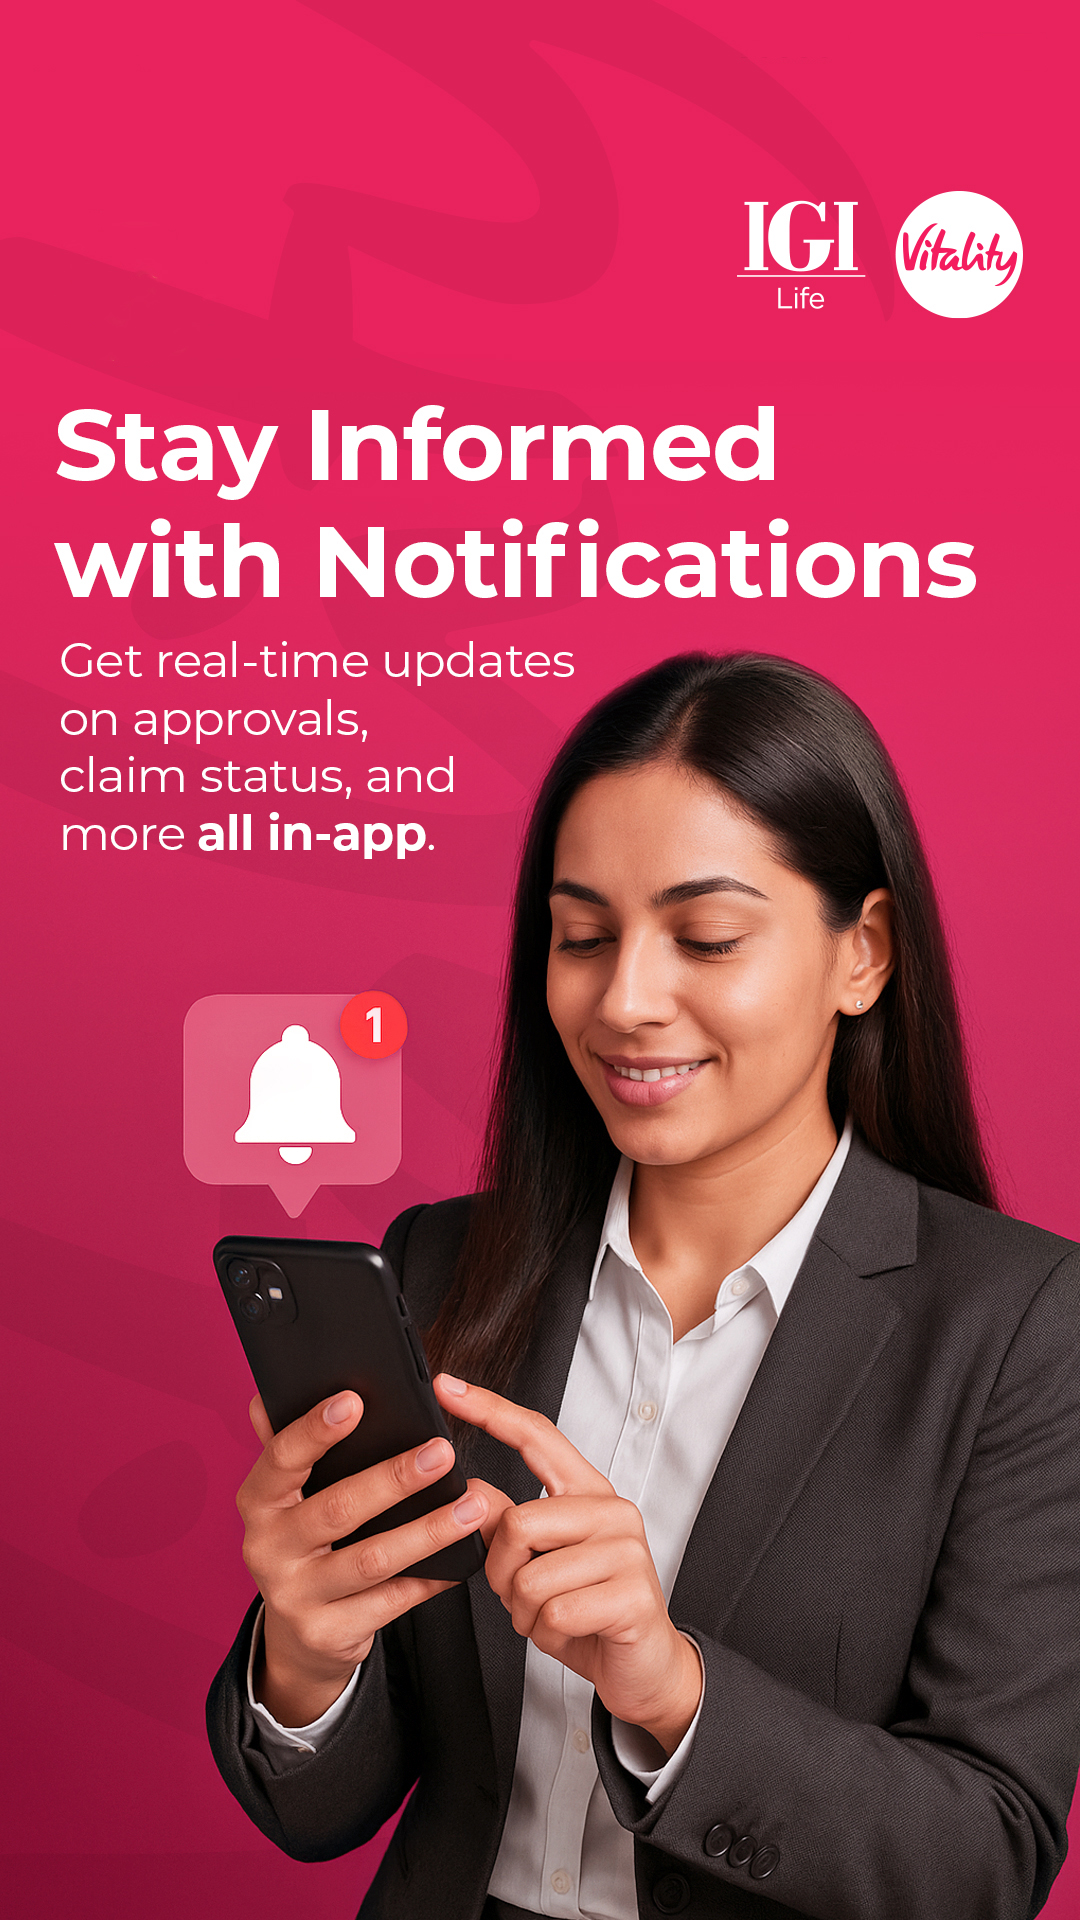 IGI
Life
Vitality
Stay Informed
with Notifications
Get real-time updates
on approvals,
claim status, and
more all in-app.
1